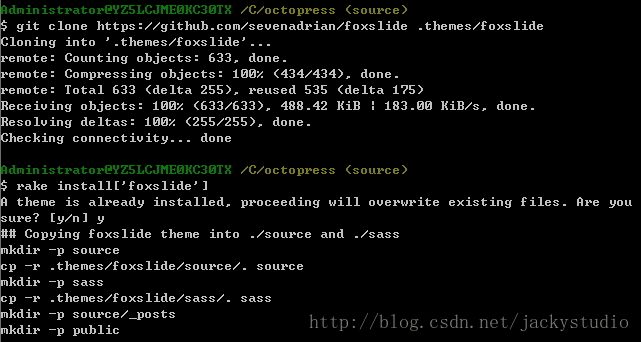 Administrator@YZ5LCJME0KC30TX /C/octopress (source)
$ git clone https://github.com/sevenadrian/foxslide .themes/foxslide
Cloning into '.themes/foxslide'...
remote: Counting objects: 633, done.
remote: Compressing objects: 100% (434/434), done.
remote: Total 633 (delta 255), reused 535 (delta 175)
Receiving objects: 100% (633/633), 488.42 KiB ¦ 183.00 KiB/s, done.
Resolving deltas: 100% (255/255), done.
Checking connectivity... done
Administrator@YZ5LCJME0KC30TX /C/octopress (source)
$ rake install['foxslide']
A theme is already installed, proceeding will overwrite existing files. Are you
sure? [y/n] y
## Copying foxslide theme into ./source and ./sass
mkdir -p source
cp -r .themes/foxslide/source/. source
mkdir -p sass
cp -r .themes/foxslide/sass/. sass
mkdir -p source/_posts
mkdir -p public
http://blog.csdn.net/jackystudio